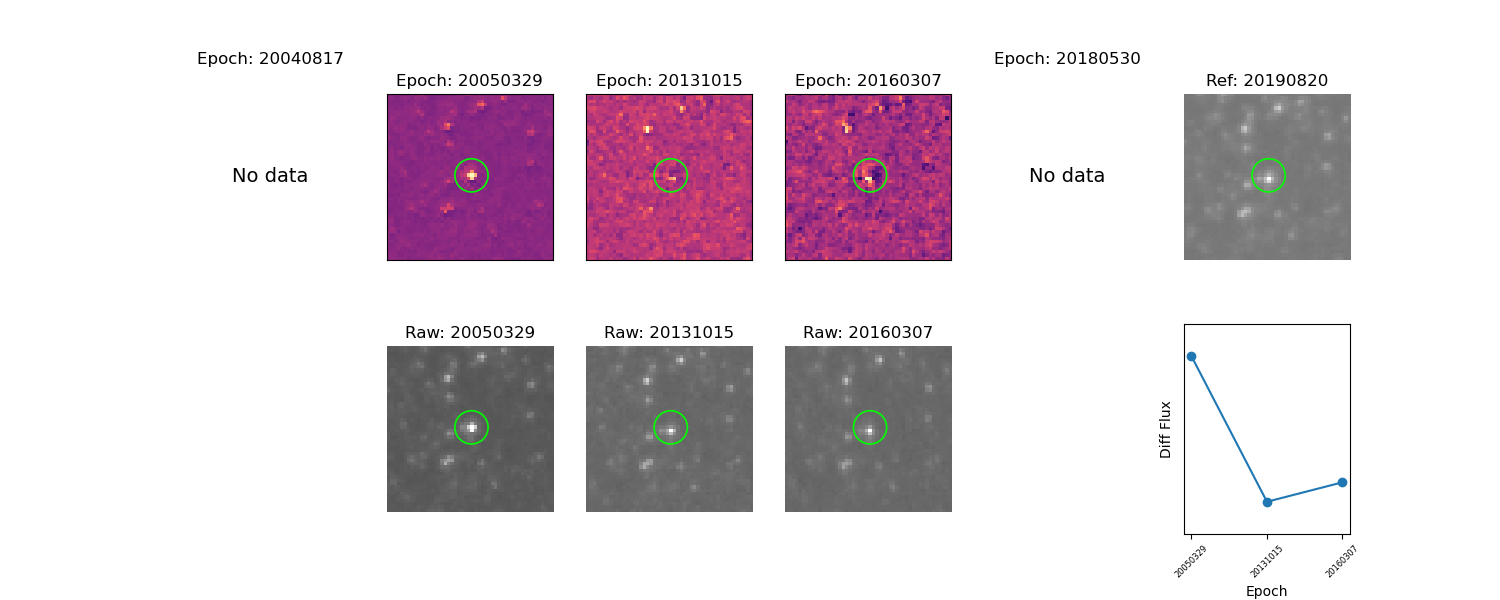 Epoch: 20040817
Epoch: 20180530
Epoch: 20050329
Epoch: 20131015
Epoch: 20160307
Ref: 20190820
No data
No data
Raw: 20050329
Raw: 20131015
Raw: 20160307
Diff Flux
20050329
20131015
20160307
Epoch